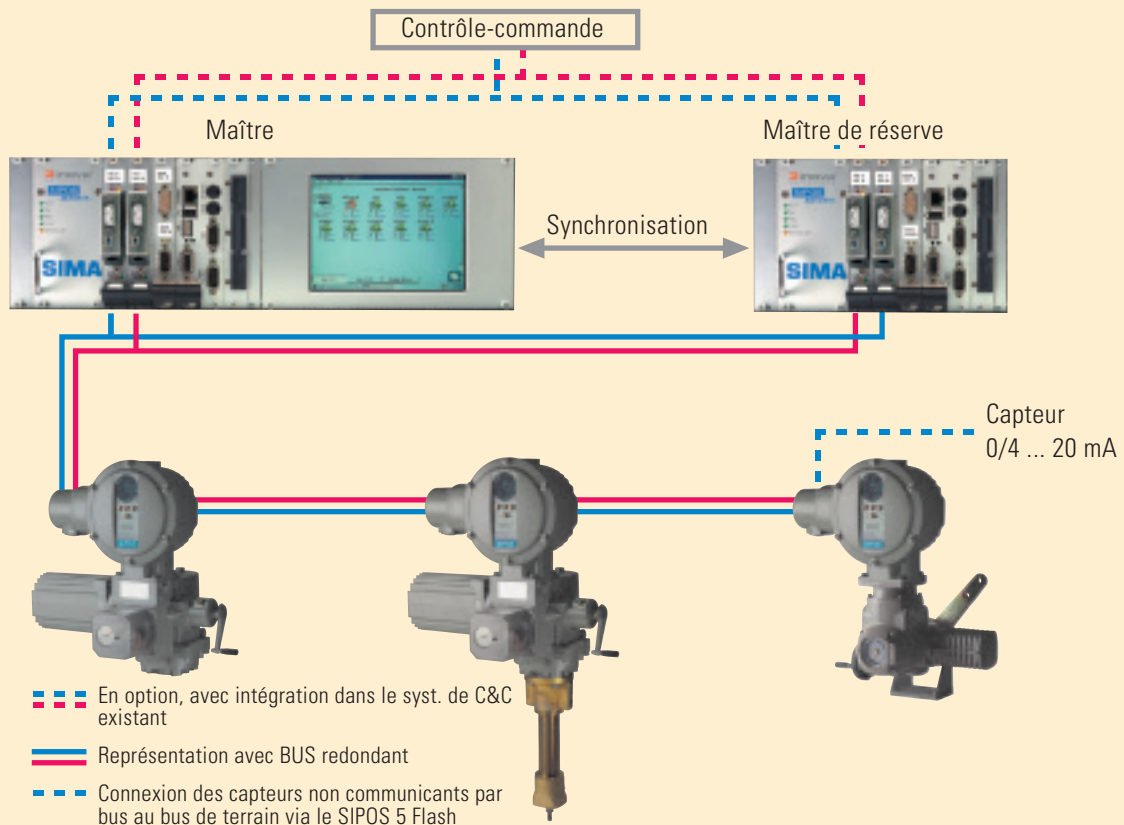 Contrôle-commande
Maître
Maître de réserve
SIMA
Synchronisation
SIMA
Capteur
0/4 ... 20 mA
En option, avec intégration dans le syst. de C&C
existant
Représentation avec BUS redondant
Connexion des capteurs non communicants par
bus au bus de terrain via le SIPOS 5 Flash